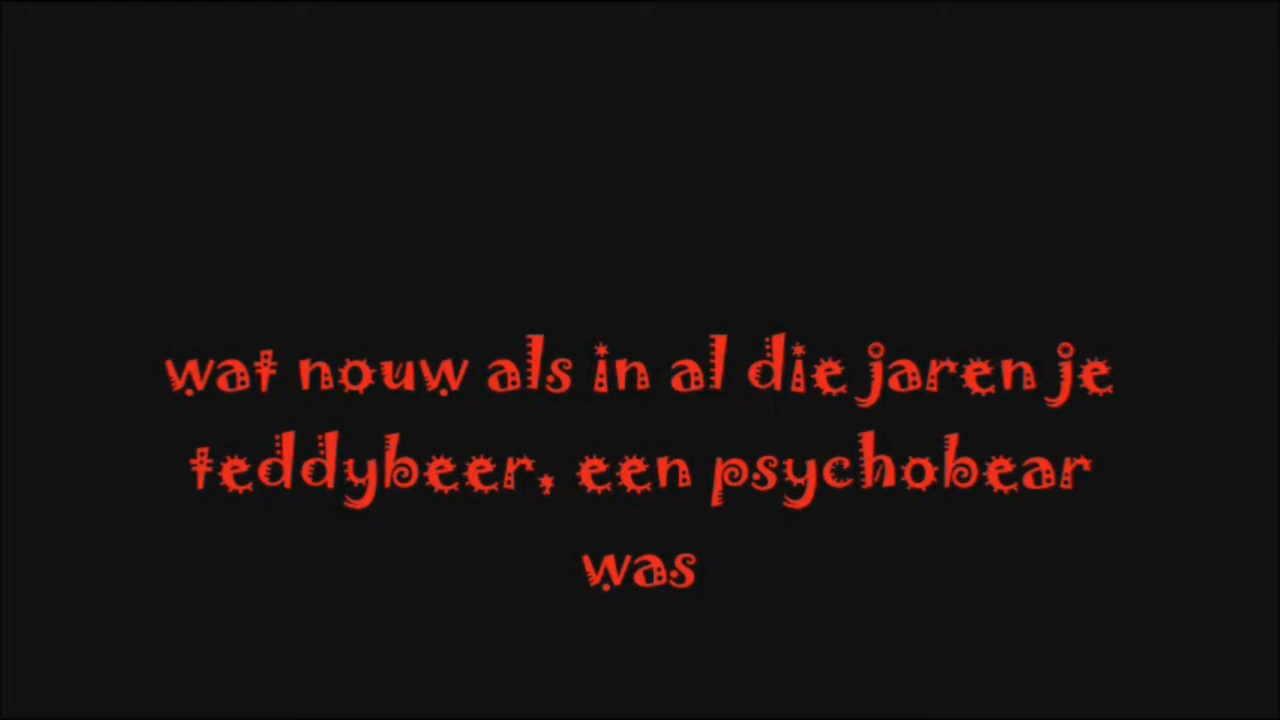 wat nouw als in al die jaren je
teddybeer, een psychobear
was